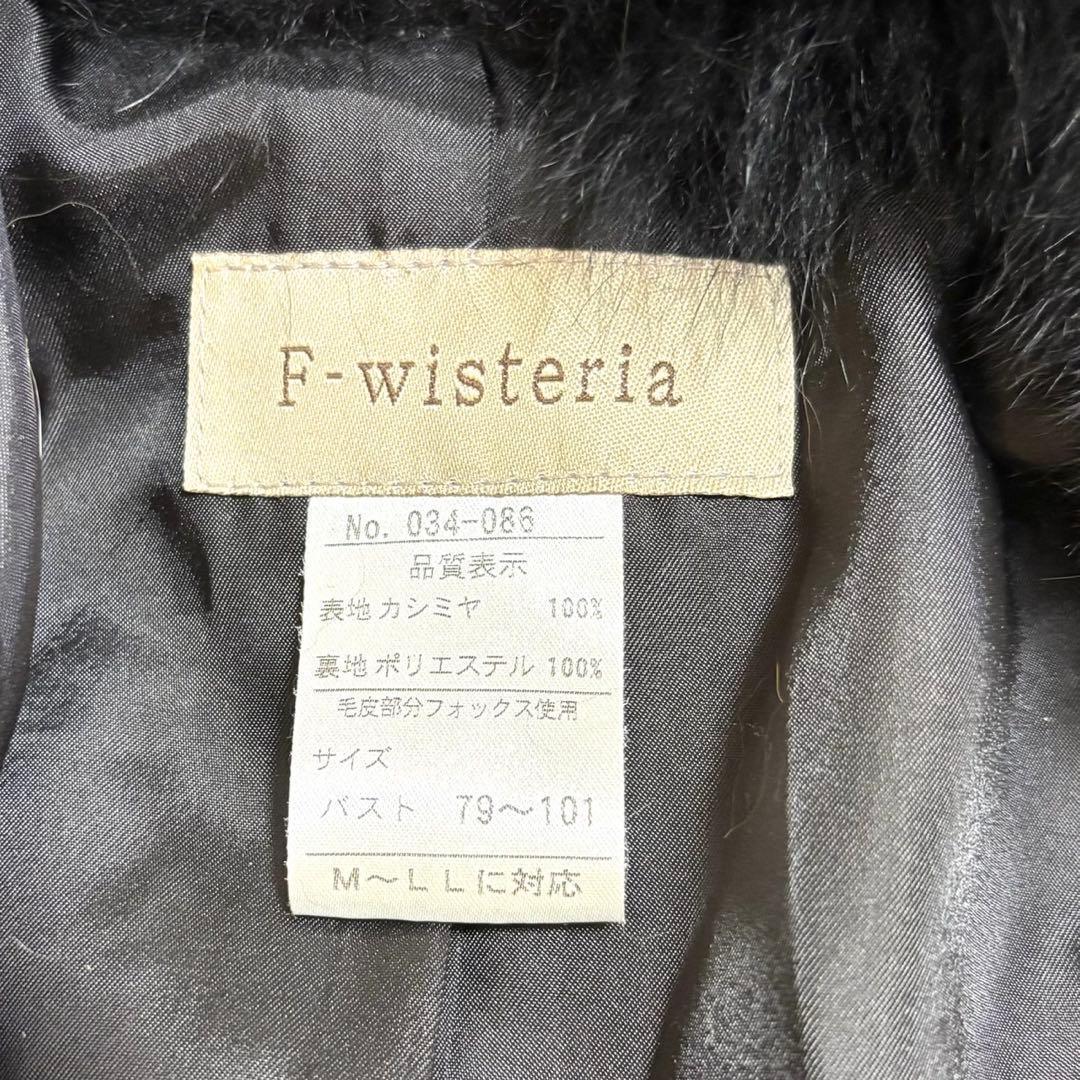 F-wisteria
No. 034-086
品質表示
表地 カシミヤ 100%
裏地 ポリエステル 100%
毛皮部分フォックス使用
サイズ
バスト 79〜101
M〜LLに対応